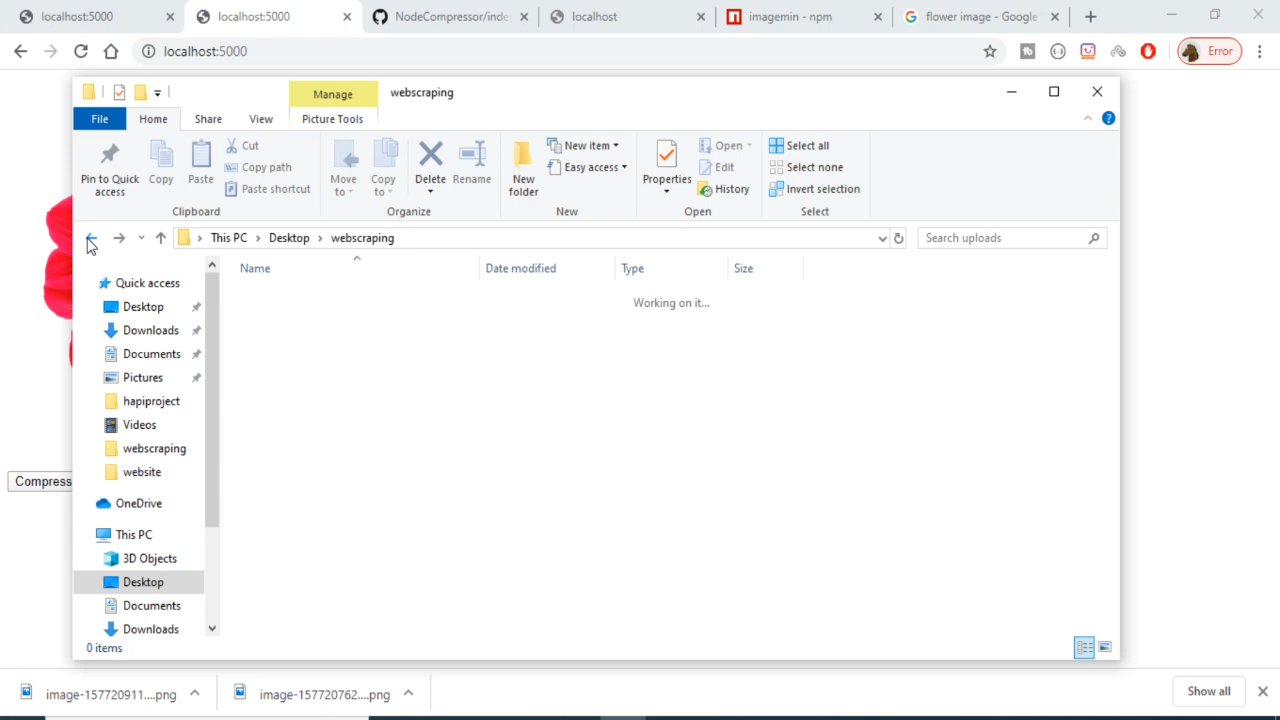 localhost:5000
localhost:5000
NodeCompressor/inde
localhost
imagemin - npm
flower image - Google
localhost:5000
Error
Manage
webscraping
File
Home
Share
View
Picture Tools
Pin to Quick access
Copy
Paste
Cut
Copy path
Paste shortcut
Clipboard
Move to
Copy to
Delete
Rename
Organize
New folder
New item
Easy access
New
Properties
Open
Edit
History
Open
Select all
Select none
Invert selection
Select
This PC > Desktop > webscraping
Search uploads
Name
Date modified
Type
Size
Working on it...
Quick access
Desktop
Downloads
Documents
Pictures
hapiproject
Videos
webscraping
website
OneDrive
This PC
3D Objects
Desktop
Documents
Downloads
0 items
Compress
image-157720911....png
image-157720762....png
Show all